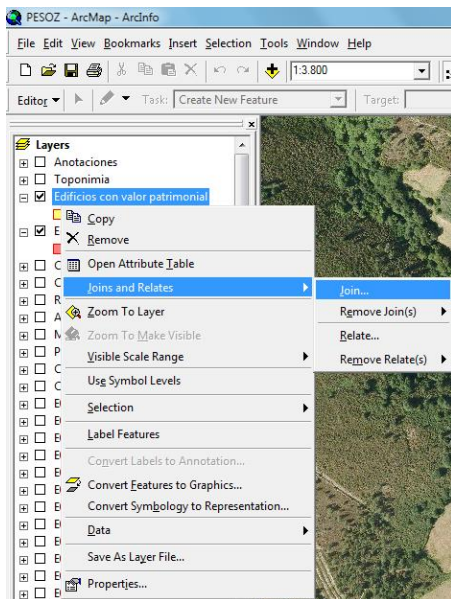 PESOZ - ArcMap - ArcInfo
File Edit View Bookmarks Insert Selection Tools Window Help
1:3.800
Editor Task: Create New Feature Target:
Layers
Anotaciones
Toponimia
Edificios con valor patrimonial
Copy
Remove
Open Attribute Table
Joins and Relates
Zoom To Layer
Zoom To Make Visible
Visible Scale Range
Use Symbol Levels
Selection
Label Features
Convert Labels to Annotation...
Convert Features to Graphics...
Convert Symbology to Representation...
Data
Save As Layer File...
Properties...
Join...
Remove Join(s)
Relate...
Remove Relate(s)